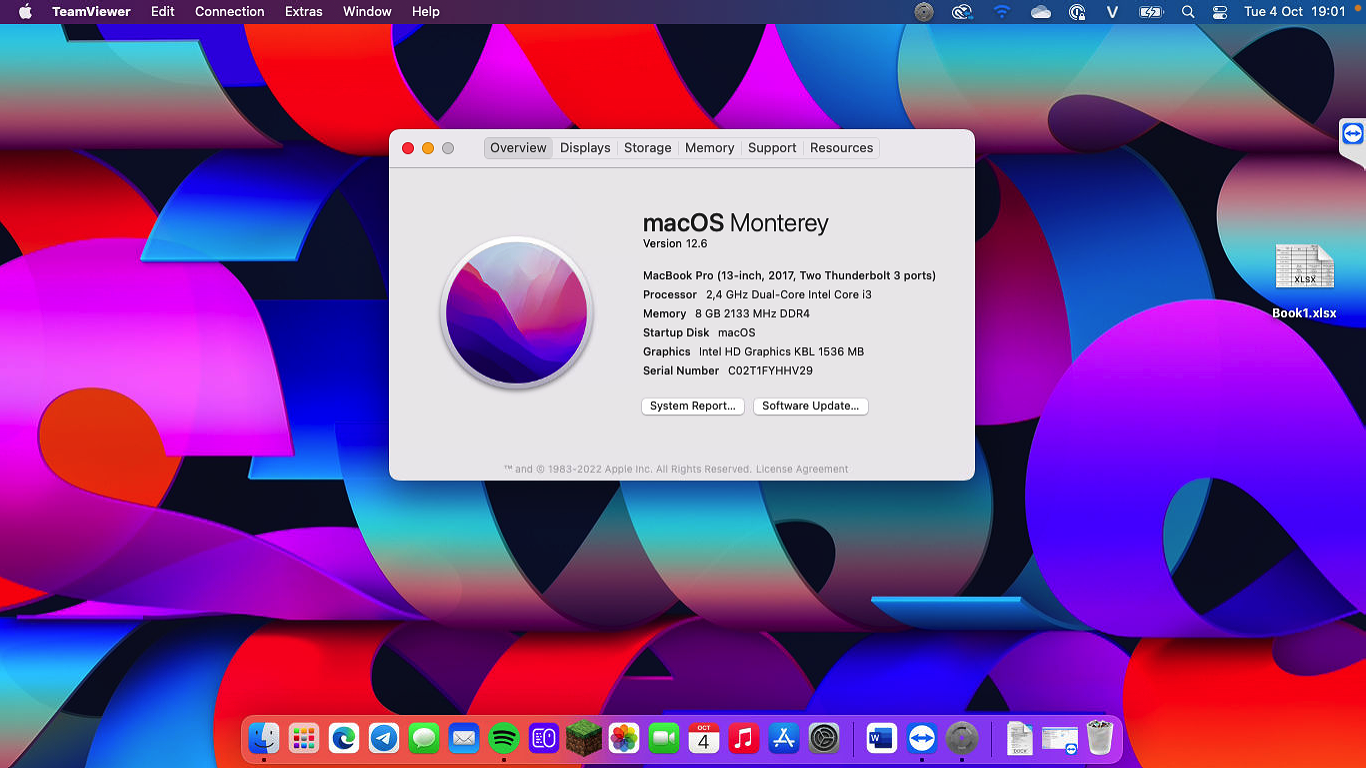 TeamViewer Edit Connection Extras Window Help
V Tue 4 Oct 19:01
Overview Displays Storage Memory Support Resources
macOS Monterey
Version 12.6
MacBook Pro (13-inch, 2017, Two Thunderbolt 3 ports)
Processor 2,4 GHz Dual-Core Intel Core i3
Memory 8 GB 2133 MHz DDR4
Startup Disk macOS
Graphics Intel HD Graphics KBL 1536 MB
Serial Number C02T1FYHHV29
System Report... Software Update...
™ and © 1983-2022 Apple Inc. All Rights Reserved. License Agreement
XLSX
Book1.xlsx
OCT
4
W
DOCX